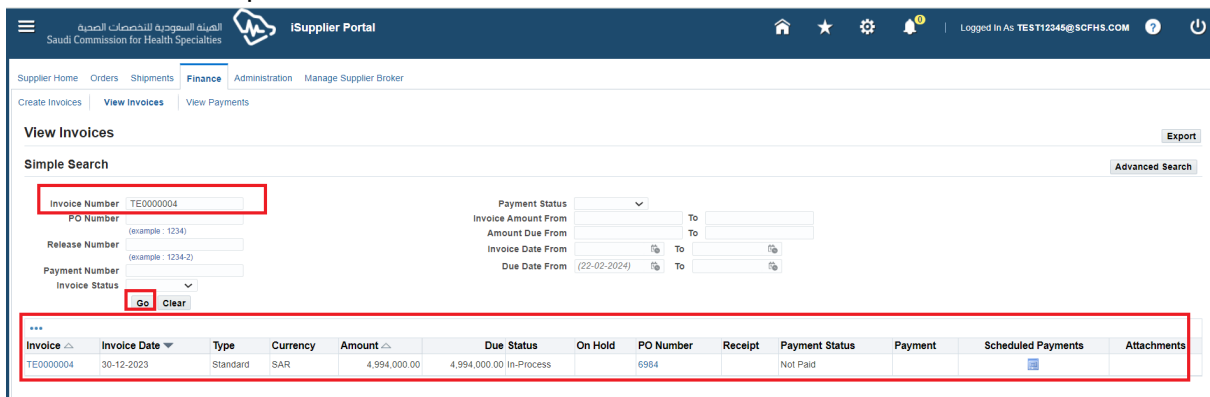 الهيئة السعودية للتخصصات الصحية
Saudi Commission for Health Specialties
iSupplier Portal
0
Logged In As TEST12345@SCFHS.COM
?
Supplier Home Orders Shipments Finance Administration Manage Supplier Broker
Create Invoices View Invoices View Payments
View Invoices
Export
Simple Search
Advanced Search
Invoice Number TE0000004
PO Number
(example : 1234)
Release Number
(example : 1234-2)
Payment Number
Invoice Status
Go Clear
Payment Status
Invoice Amount From To
Amount Due From To
Invoice Date From To
Due Date From (22-02-2024) To
Invoice Invoice Date Type Currency Amount Due Status On Hold PO Number Receipt Payment Status Payment Scheduled Payments Attachments
TE0000004 30-12-2023 Standard SAR 4,994,000.00 4,994,000.00 In-Process 6984 Not Paid